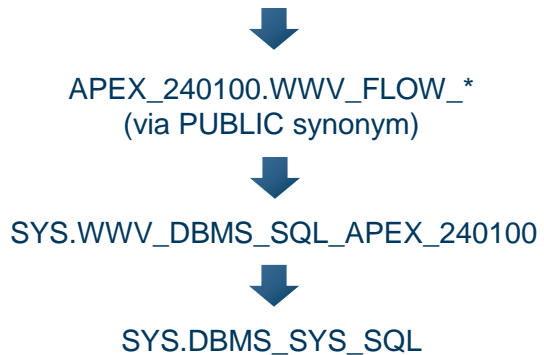 APEX_240100.WWV_FLOW_*
(via PUBLIC synonym)
SYS.WWV_DBMS_SQL_APEX_240100
SYS.DBMS_SYS_SQL